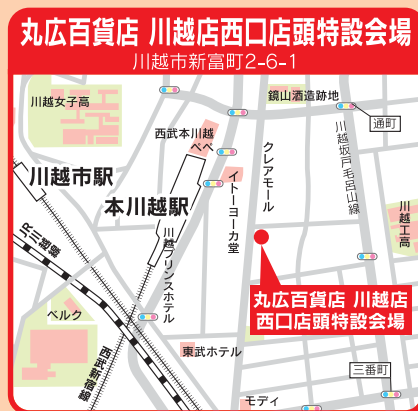 丸広百貨店 川越店西口店頭特設会場
川越市新富町2-6-1
川越女子高
鏡山酒造跡地
通町
西武本川越
ペペ
川越市駅
本川越駅
イトーヨーカ堂
クレアモール
川越坂戸毛呂山線
川越工高
川越プリンスホテル
JR川越線
丸広百貨店 川越店
西口店頭特設会場
ベルク
西武新宿線
東武ホテル
三番町
モディ